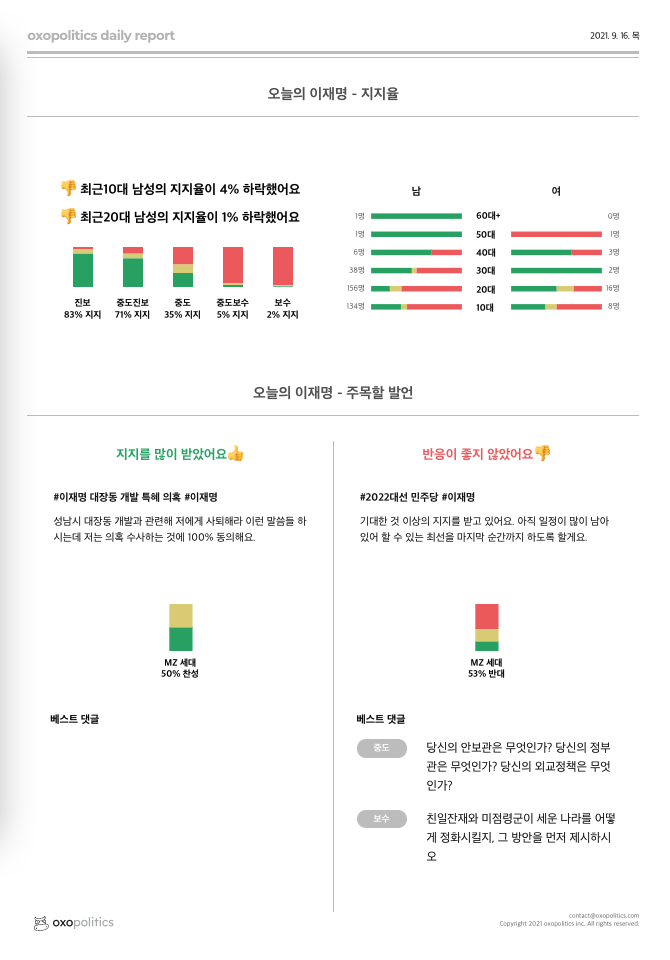 oxopolitics daily report
2021. 9. 16. 목
오늘의 이재명 - 지지율
👎 최근10대 남성의 지지율이 4% 하락했어요
👎 최근20대 남성의 지지율이 1% 하락했어요
진보
83% 지지
중도진보
71% 지지
중도
35% 지지
중도보수
5% 지지
보수
2% 지지
남 여
1명 60대+ 0명
1명 50대 1명
6명 40대 3명
38명 30대 2명
156명 20대 16명
134명 10대 8명
오늘의 이재명 - 주목할 발언
지지를 많이 받았어요👍
#이재명 대장동 개발 특혜 의혹 #이재명
성남시 대장동 개발과 관련해 저에게 사퇴해라 이런 말씀들 하
시는데 저는 의혹 수사하는 것에 100% 동의해요.
MZ 세대
50% 찬성
베스트 댓글
반응이 좋지 않았어요👎
#2022대선 민주당 #이재명
기대한 것 이상의 지지를 받고 있어요. 아직 일정이 많이 남아
있어 할 수 있는 최선을 마지막 순간까지 하도록 할게요.
MZ 세대
53% 반대
베스트 댓글
중도
당신의 안보관은 무엇인가? 당신의 정부
관은 무엇인가? 당신의 외교정책은 무엇
인가?
보수
친일잔재와 미점령군이 세운 나라를 어떻
게 정화시킬지, 그 방안을 먼저 제시하시
오
oxopolitics
contact@oxopolitics.com
Copyright 2021 oxopolitics inc. All rights reserved.